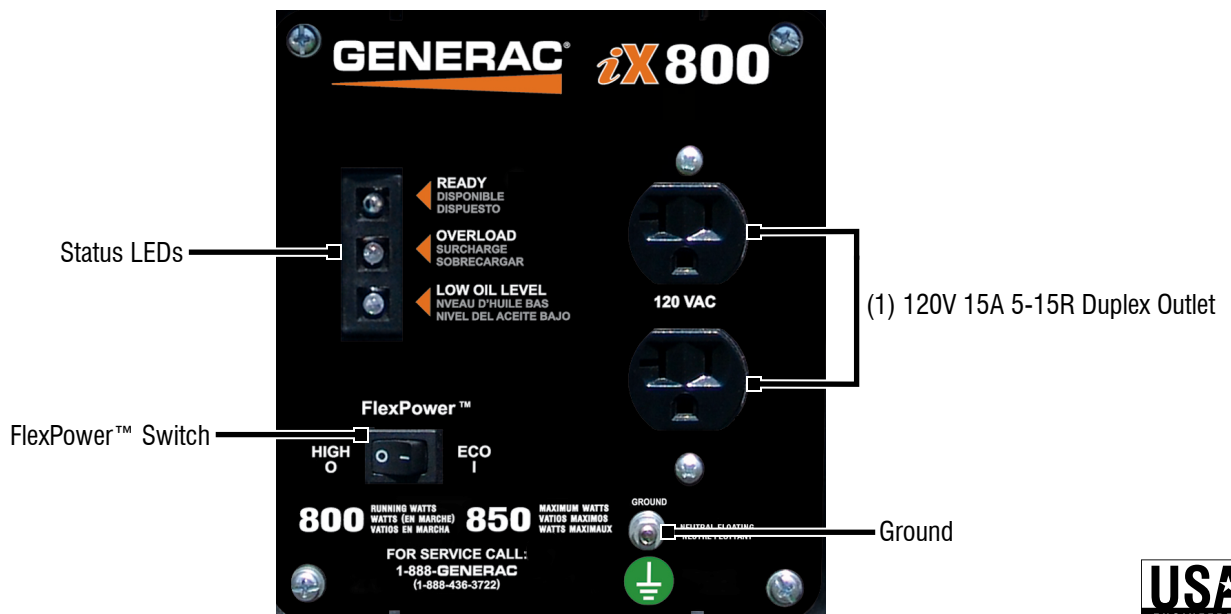 GENERAC®
iX800
READY
DISPONIBLE
DISPUESTO
OVERLOAD
SURCHARGE
SOBRECARGAR
LOW OIL LEVEL
NVEAU D'HUILE BAS
NIVEL DEL ACEITE BAJO
Status LEDs
120 VAC
(1) 120V 15A 5-15R Duplex Outlet
FlexPower™
FlexPower™ Switch
HIGH
O
O –
ECO
I
800
RUNNING WATTS
WATTS (EN MARCHE)
VATIOS EN MARCHA
850
MAXIMUM WATTS
VATIOS MAXIMOS
WATTS MAXIMAUX
GROUND
NEUTRAL FLOATING
NEUTRE FLOTTANT
Ground
FOR SERVICE CALL:
1-888-GENERAC
(1-888-436-3722)